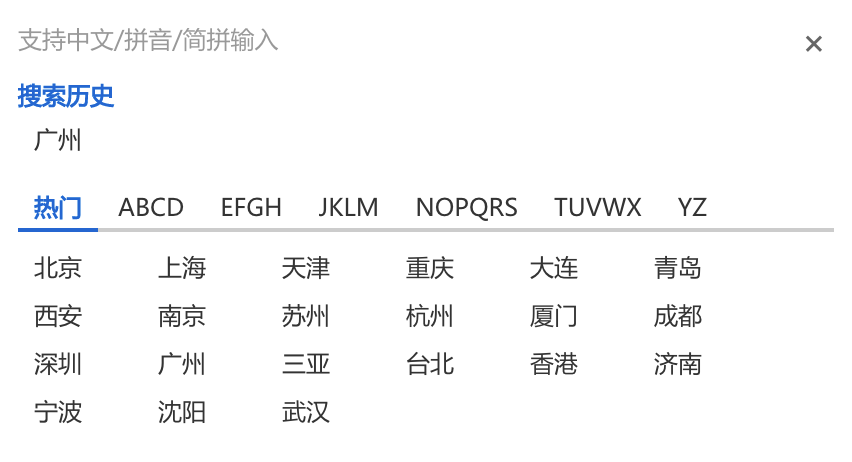 支持中文/拼音/简拼输入
搜索历史
广州
热门 ABCD EFGH JKLM NOPQRS TUVWX YZ
北京 上海 天津 重庆 大连 青岛
西安 南京 苏州 杭州 厦门 成都
深圳 广州 三亚 台北 香港 济南
宁波 沈阳 武汉